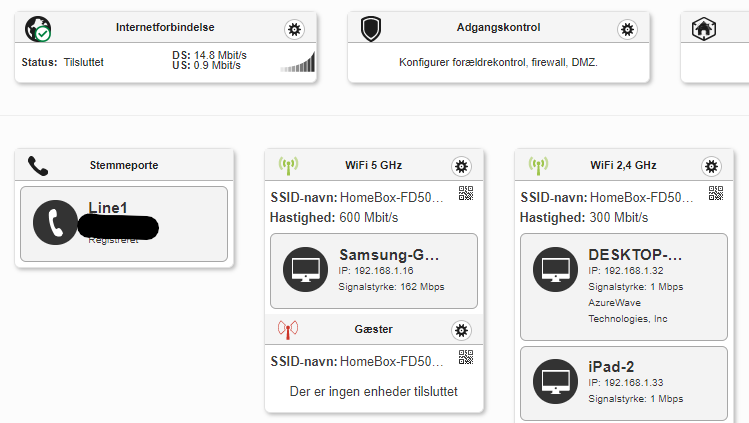 Internetforbindelse
Status: Tilsluttet
DS: 14.8 Mbit/s
US: 0.9 Mbit/s
Adgangskontrol
Konfigurer forældrekontrol, firewall, DMZ.
Stemmeporte
Line1
Registreret
WiFi 5 GHz
SSID-navn: HomeBox-FD50...
Hastighed: 600 Mbit/s
Samsung-G...
IP: 192.168.1.16
Signalstyrke: 162 Mbps
Gæster
SSID-navn: HomeBox-FD50...
Der er ingen enheder tilsluttet
WiFi 2,4 GHz
SSID-navn: HomeBox-FD50...
Hastighed: 300 Mbit/s
DESKTOP-...
IP: 192.168.1.32
Signalstyrke: 1 Mbps
AzureWave
Technologies, Inc
iPad-2
IP: 192.168.1.33
Signalstyrke: 1 Mbps